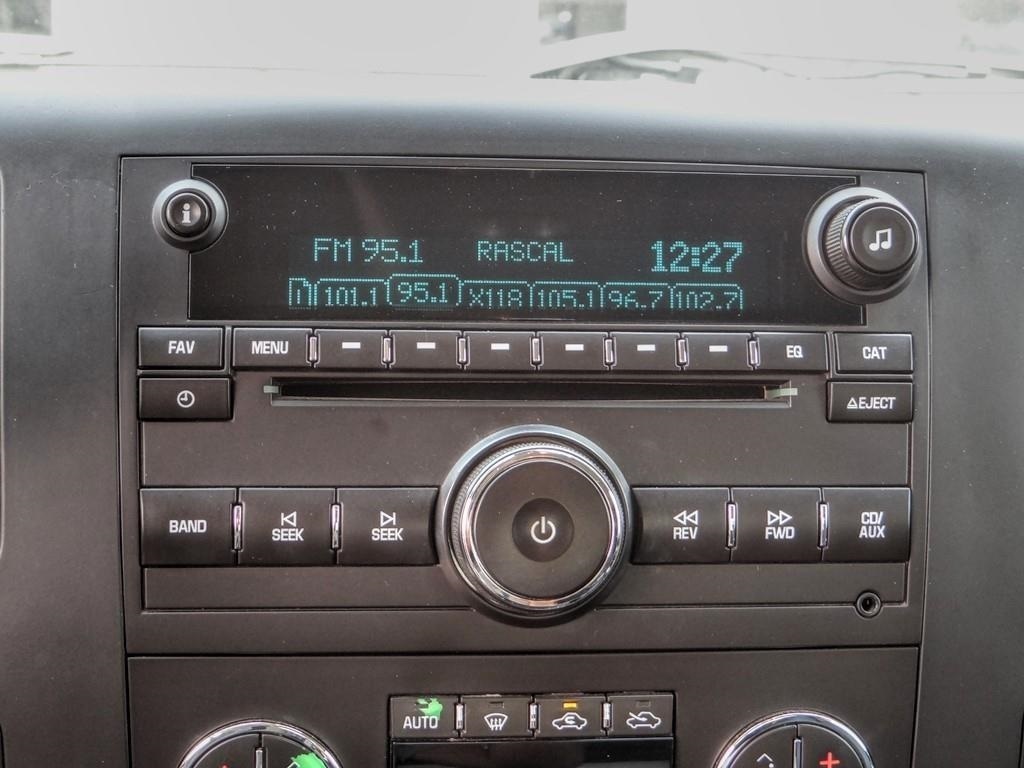 i
FM 95.1 RASCAL 12:27
101.1 95.1 X118 105.1 96.7 102.7
FAV MENU EQ CAT
EJECT
BAND SEEK SEEK REV FWD CD/
AUX
AUTO